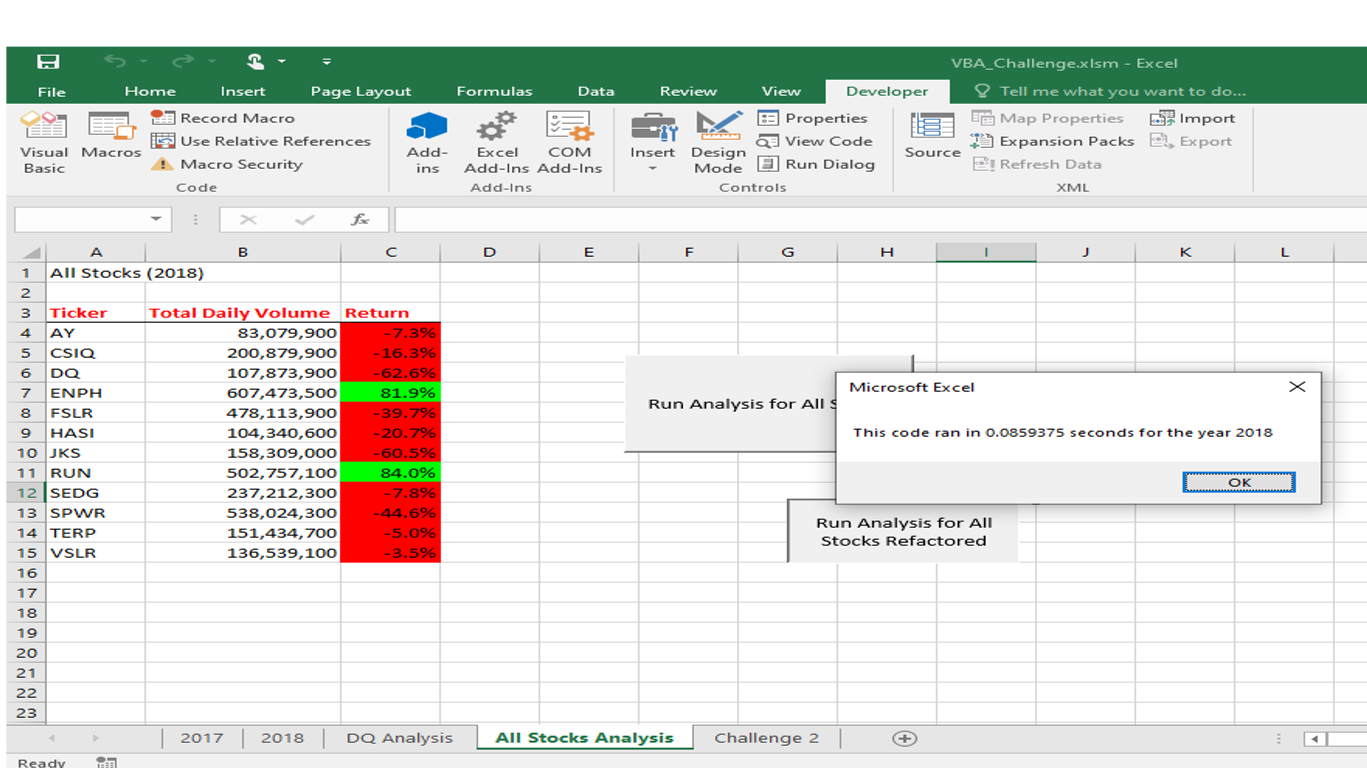 VBA_Challenge.xlsm - Excel
File Home Insert Page Layout Formulas Data Review View Developer Tell me what you want to do...
Visual Basic
Macros
Record Macro
Use Relative References
Macro Security
Code
Add-ins
Excel Add-Ins
COM Add-Ins
Add-Ins
Insert
Design Mode
Properties
View Code
Run Dialog
Controls
Source
Map Properties
Expansion Packs
Refresh Data
Import
Export
XML
fx
A B C D E F G H I J K L
1 All Stocks (2018)
2
3 Ticker Total Daily Volume Return
4 AY 83,079,900 -7.3%
5 CSIQ 200,879,900 -16.3%
6 DQ 107,873,900 -62.6%
7 ENPH 607,473,500 81.9%
8 FSLR 478,113,900 -39.7%
9 HASI 104,340,600 -20.7%
10 JKS 158,309,000 -60.5%
11 RUN 502,757,100 84.0%
12 SEDG 237,212,300 -7.8%
13 SPWR 538,024,300 -44.6%
14 TERP 151,434,700 -5.0%
15 VSLR 136,539,100 -3.5%
16
17
18
19
20
21
22
23
Run Analysis for All S
Microsoft Excel
This code ran in 0.0859375 seconds for the year 2018
OK
Run Analysis for All
Stocks Refactored
2017 2018 DQ Analysis All Stocks Analysis Challenge 2
Ready